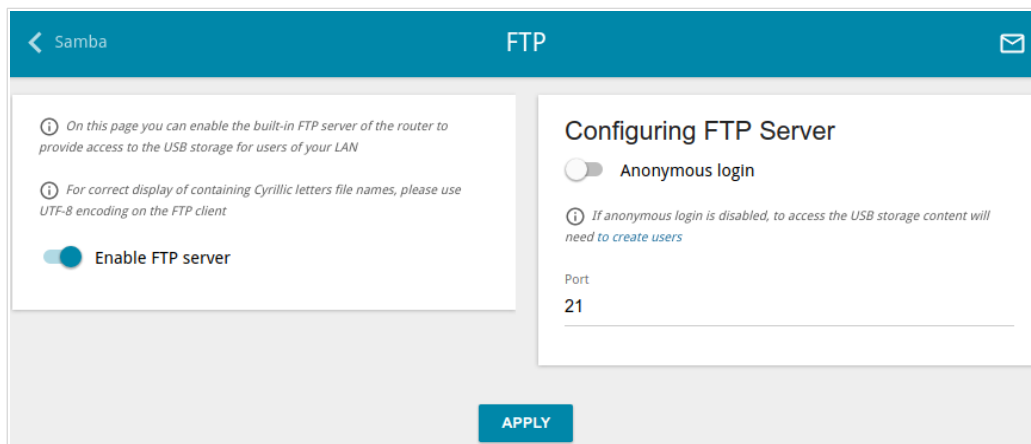 Samba
FTP
On this page you can enable the built-in FTP server of the router to
provide access to the USB storage for users of your LAN
For correct display of containing Cyrillic letters file names, please use
UTF-8 encoding on the FTP client
Enable FTP server
Configuring FTP Server
Anonymous login
If anonymous login is disabled, to access the USB storage content will
need to create users
Port
21
APPLY